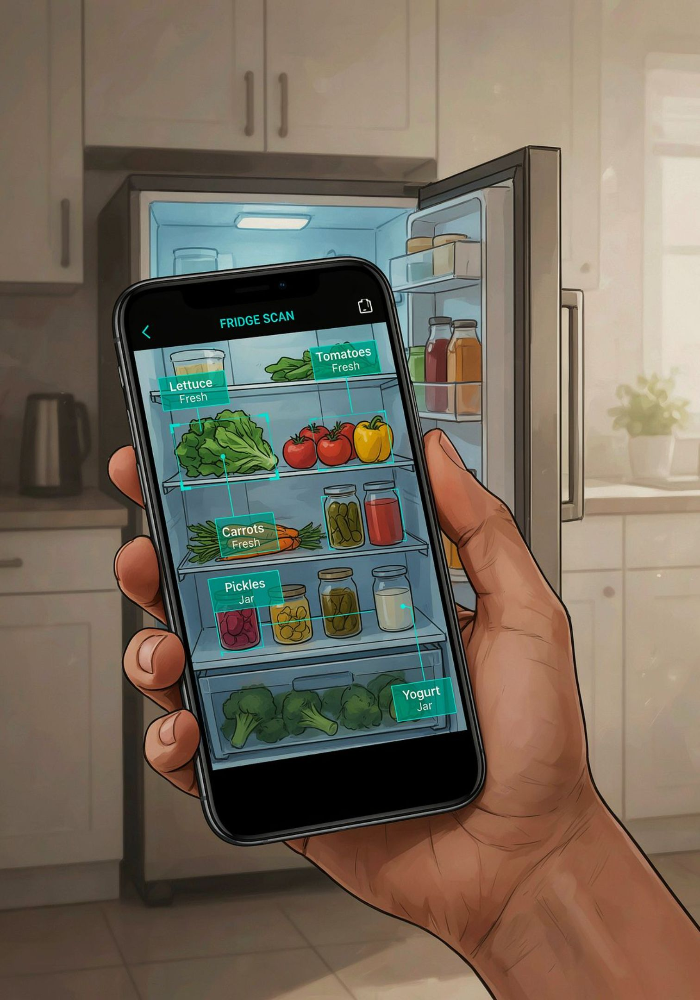 FRIDGE SCAN
Tomatoes
Fresh
Lettuce
Fresh
Carrots
Fresh
Pickles
Jar
Yogurt
Jar